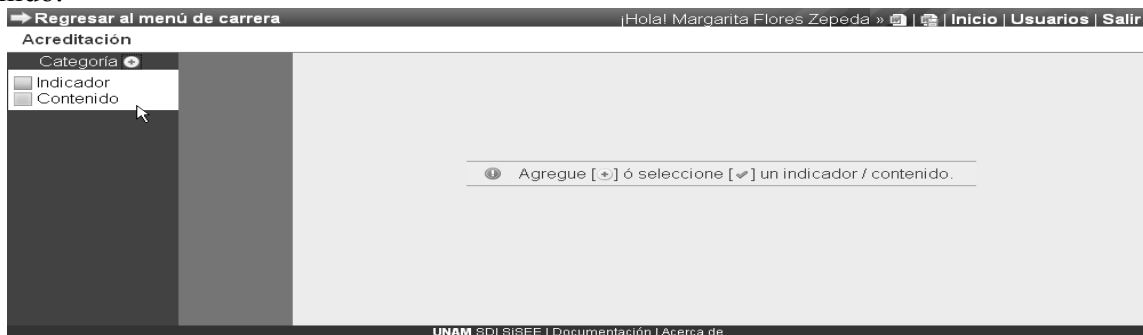 Regresar al menú de carrera ¡Hola! Margarita Flores Zepeda » | | Inicio | Usuarios | Salir
Acreditación
Categoría
Indicador
Contenido
Agregue [+] ó seleccione [✓] un indicador / contenido.
UNAM SDI SiSEE | Documentación | Acerca de